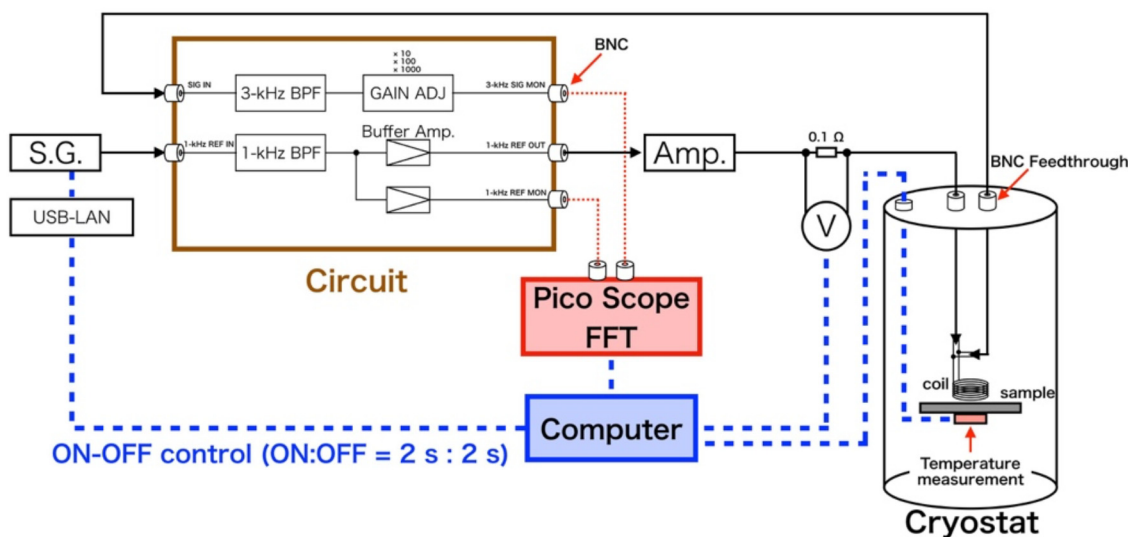 BNC
× 10
× 100
× 1000
SIG IN
3-kHz BPF
GAIN ADJ
3-kHz SIG MON
S.G.
1-kHz REF IN
1-kHz BPF
Buffer Amp.
1-kHz REF OUT
Amp.
0.1 Ω
V
BNC Feedthrough
1-kHz REF MON
USB-LAN
Circuit
Pico Scope
FFT
coil
sample
Computer
ON-OFF control (ON:OFF = 2 s : 2 s)
Temperature
measurement
Cryostat